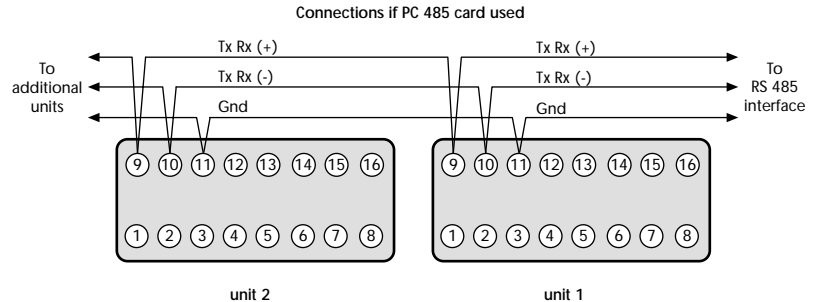 Connections if PC 485 card used
Tx Rx (+) Tx Rx (+)
To
additional
units
Tx Rx (-) Tx Rx (-)
To
RS 485
interface
Gnd Gnd
9 10 11 12 13 14 15 16 9 10 11 12 13 14 15 16
1 2 3 4 5 6 7 8 1 2 3 4 5 6 7 8
unit 2 unit 1